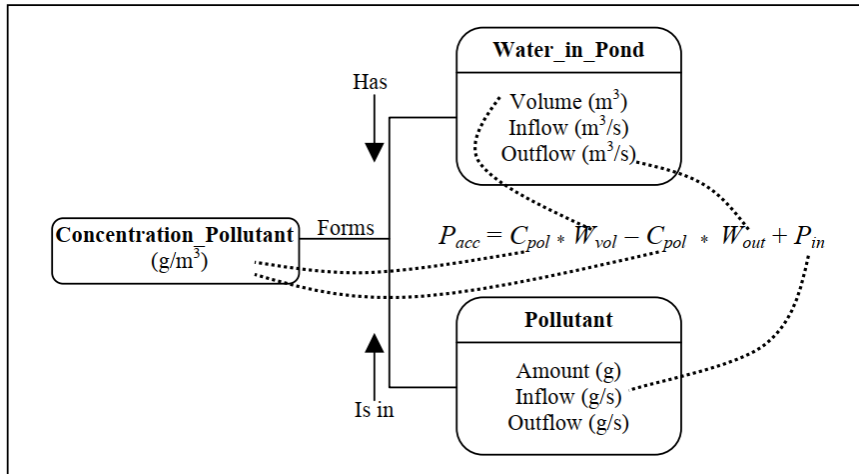 Water_in_Pond
Has
Volume (m³)
Inflow (m³/s)
Outflow (m³/s)
Forms
Concentration_Pollutant
(g/m³)
P_acc = C_pol * W_vol – C_pol * W_out + P_in
Pollutant
Amount (g)
Inflow (g/s)
Is in
Outflow (g/s)